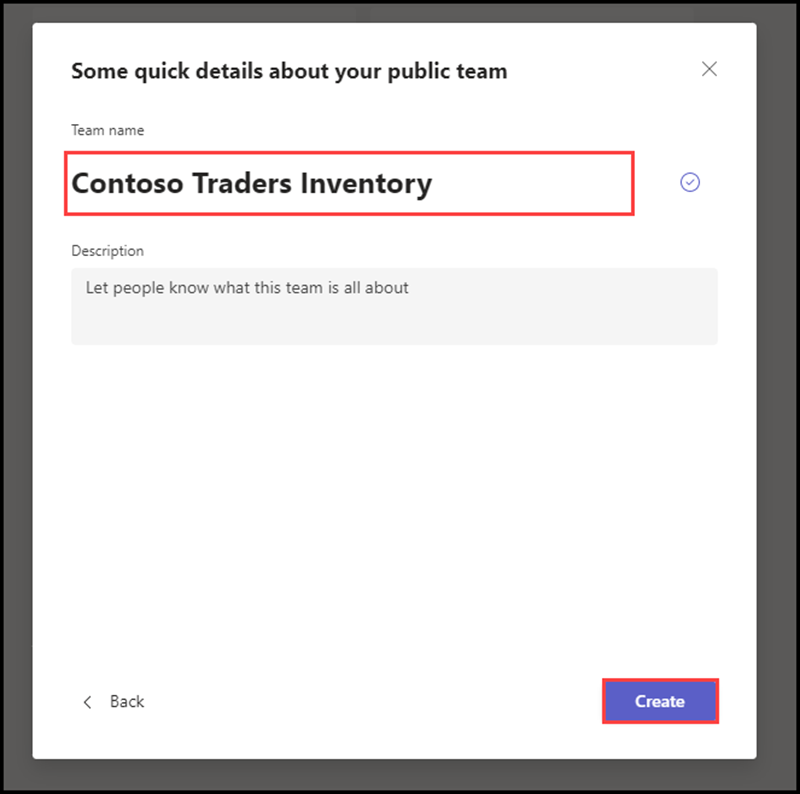 Some quick details about your public team
Team name
Contoso Traders Inventory
Description
Let people know what this team is all about
Back
Create